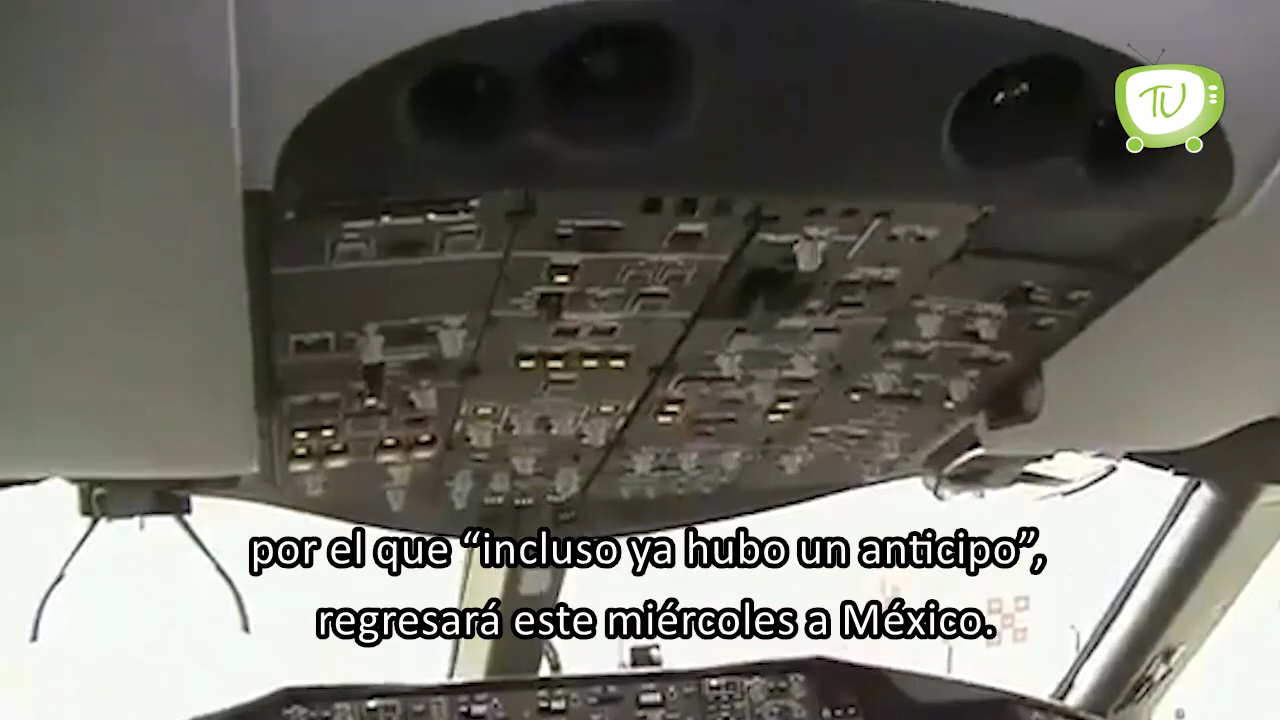 TV
por el que “incluso ya hubo un anticipo”,
regresará este miércoles a México.